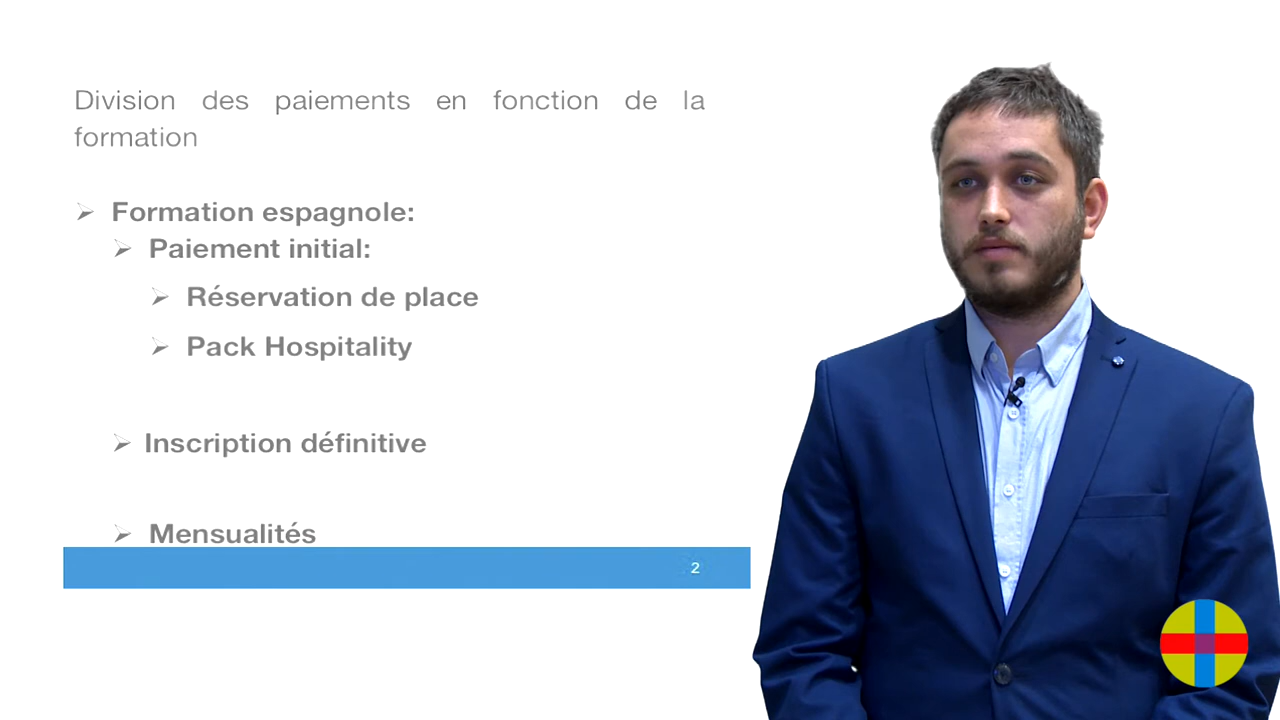 Division des paiements en fonction de la
formation
Formation espagnole:
Paiement initial:
Réservation de place
Pack Hospitality
Inscription définitive
Mensualités
2